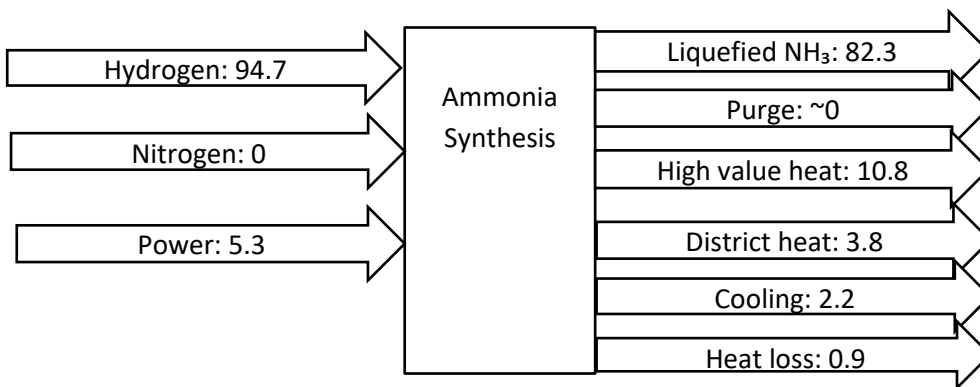 Hydrogen: 94.7
Nitrogen: 0
Power: 5.3
Ammonia
Synthesis
Liquefied NH₃: 82.3
Purge: ~0
High value heat: 10.8
District heat: 3.8
Cooling: 2.2
Heat loss: 0.9